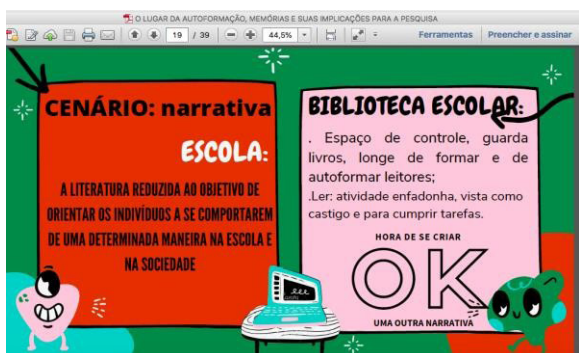 O LUGAR DA AUTOFORMAÇÃO, MEMÓRIAS E SUAS IMPLICAÇÕES PARA A PESQUISA
19 / 39 44,5% Ferramentas Preencher e assinar
CENÁRIO: narrativa
ESCOLA:
A LITERATURA REDUZIDA AO OBJETIVO DE
ORIENTAR OS INDIVÍDUOS A SE COMPORTAREM
DE UMA DETERMINADA MANEIRA NA ESCOLA E
NA SOCIEDADE
BIBLIOTECA ESCOLAR:
. Espaço de controle, guarda
livros, longe de formar e de
autoformar leitores;
.Ler: atividade enfadonha, vista como
castigo e para cumprir tarefas.
HORA DE SE CRIAR
OK
UMA OUTRA NARRATIVA